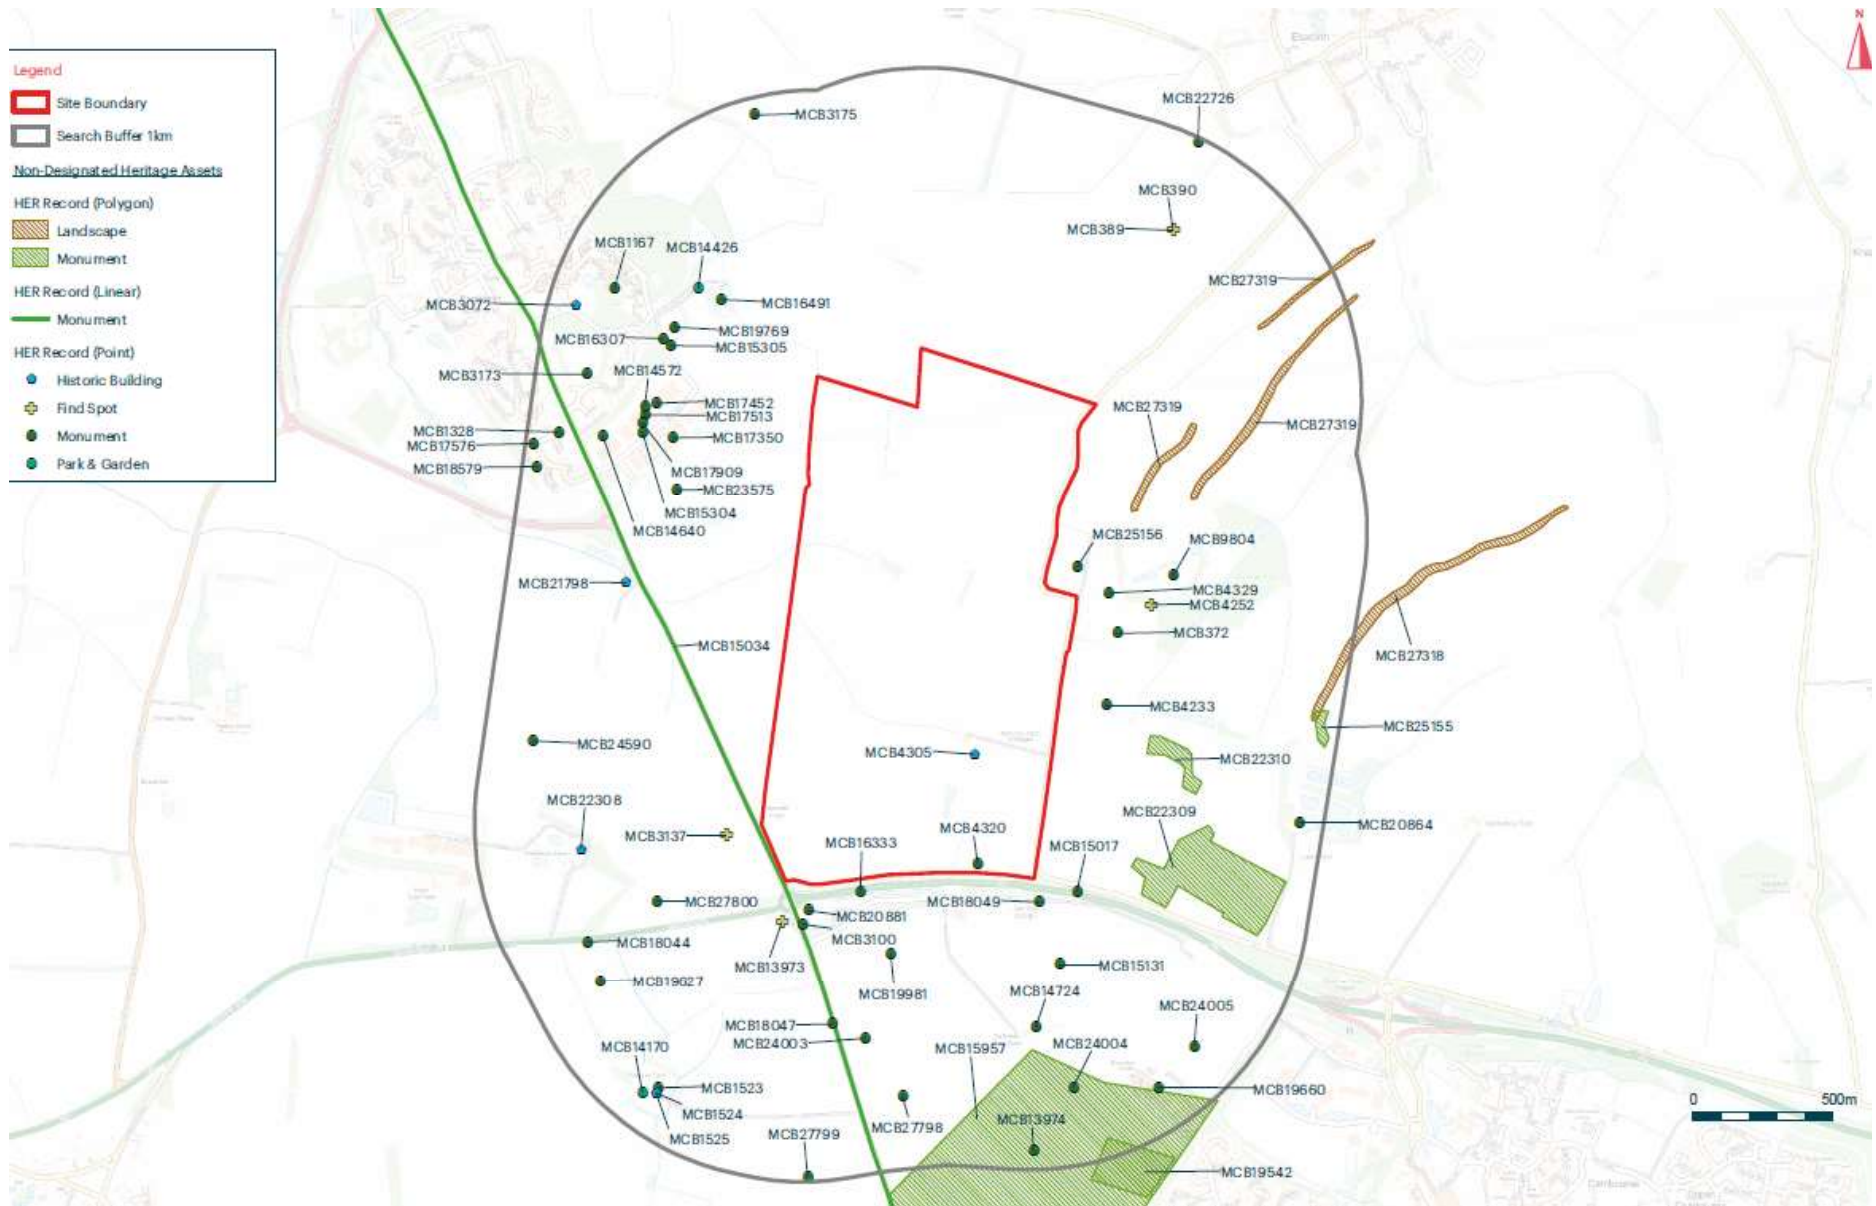 N
Legend
Site Boundary
Search Buffer 1km
Non-Designated Heritage Assets
HER Record (Polygon)
Landscape
Monument
HER Record (Linear)
Monument
HER Record (Point)
Historic Building
Find Spot
Monument
Park & Garden
MCB3175
MCB22726
MCB390
MCB389
MCB27319
MCB1167
MCB14426
MCB3072
MCB16491
MCB19769
MCB16307
MCB15305
MCB3173
MCB14572
MCB17452
MCB17513
MCB1328
MCB17576
MCB17350
MCB18579
MCB17909
MCB23575
MCB15304
MCB14640
MCB27319
MCB27319
MCB25156
MCB9804
MCB21798
MCB4329
MCB4252
MCB372
MCB15034
MCB27318
MCB4233
MCB25155
MCB24590
MCB4305
MCB22310
MCB22308
MCB22309
MCB3137
MCB16333
MCB4320
MCB15017
MCB20864
MCB27800
MCB18049
MCB20881
MCB3100
MCB18044
MCB13973
MCB15131
MCB19627
MCB19981
MCB14724
MCB24005
MCB18047
MCB24003
MCB14170
MCB15957
MCB24004
MCB1523
MCB19660
MCB1524
MCB1525
MCB27798
MCB27799
MCB13974
MCB19542
0
500m
Cambourne